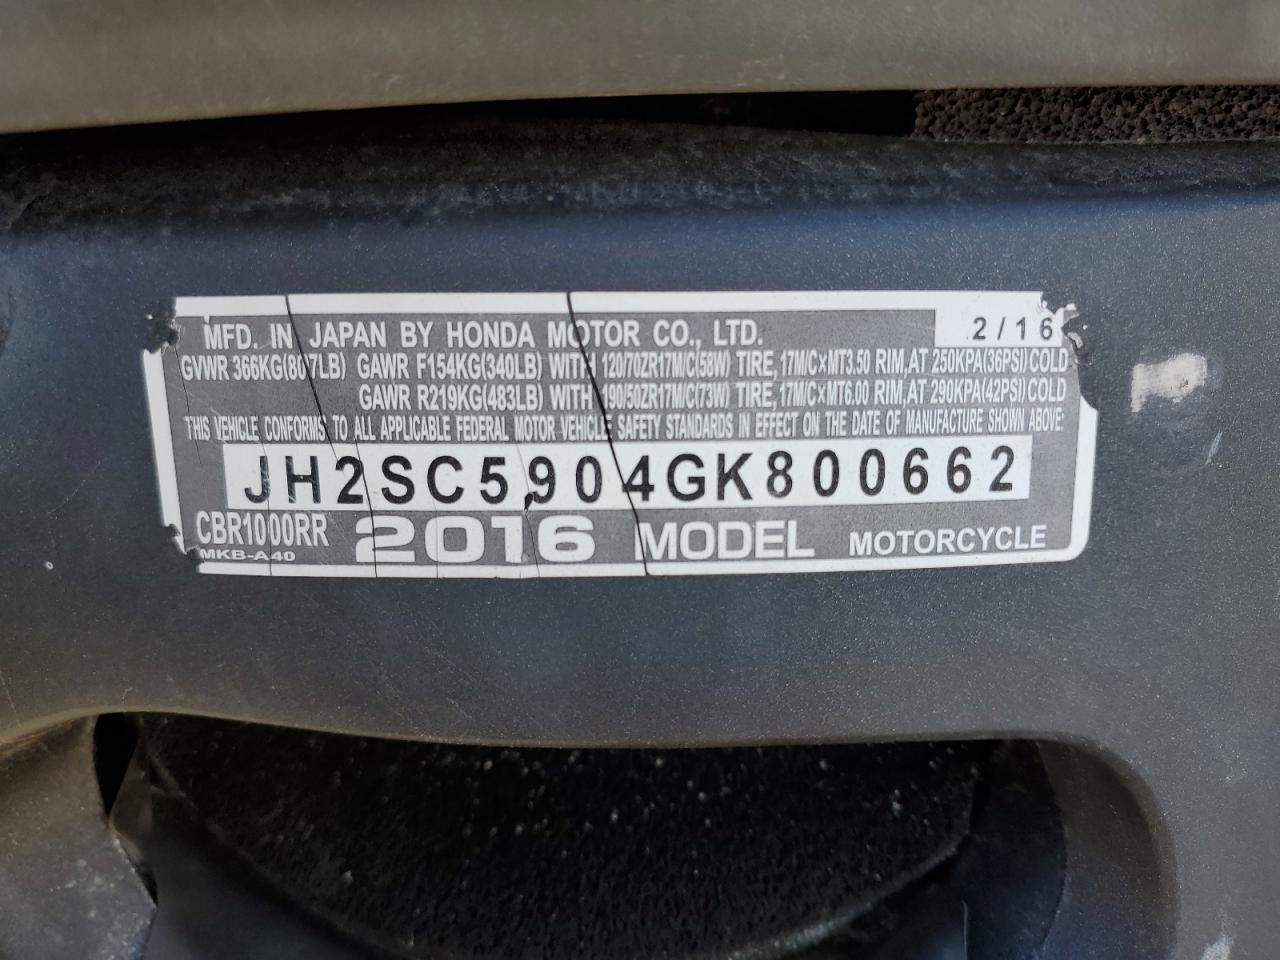 MFD. IN JAPAN BY HONDA MOTOR CO., LTD. 2/16
GVWR 366KG(807LB) GAWR F154KG(340LB) WITH 120/70ZR17M/C(58W) TIRE, 17M/C×MT3.50 RIM, AT 250KPA(36PSI) COLD
GAWR R219KG(483LB) WITH 190/50ZR17M/C(73W) TIRE, 17M/C×MT6.00 RIM, AT 290KPA(42PSI) COLD
THIS VEHICLE CONFORMS TO ALL APPLICABLE FEDERAL MOTOR VEHICLE SAFETY STANDARDS IN EFFECT ON THE DATE OF MANUFACTURE SHOWN ABOVE:
JH2SC5904GK800662
CBR1000RR 2016 MODEL MOTORCYCLE
MKB-A40